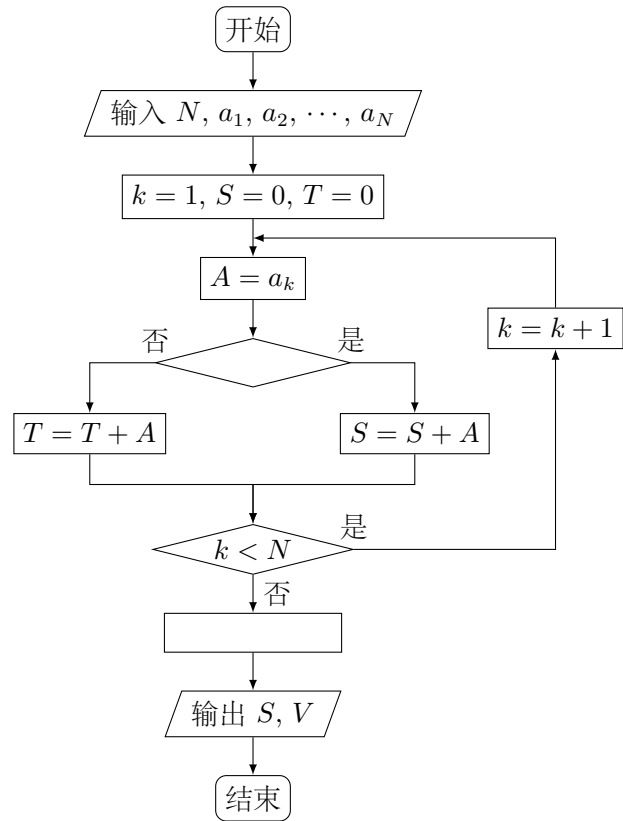 开始
输入 N, a₁, a₂, ⋯, a_N
k = 1, S = 0, T = 0
A = a_k
k = k + 1
否
是
T = T + A
S = S + A
k < N
是
否
输出 S, V
结束